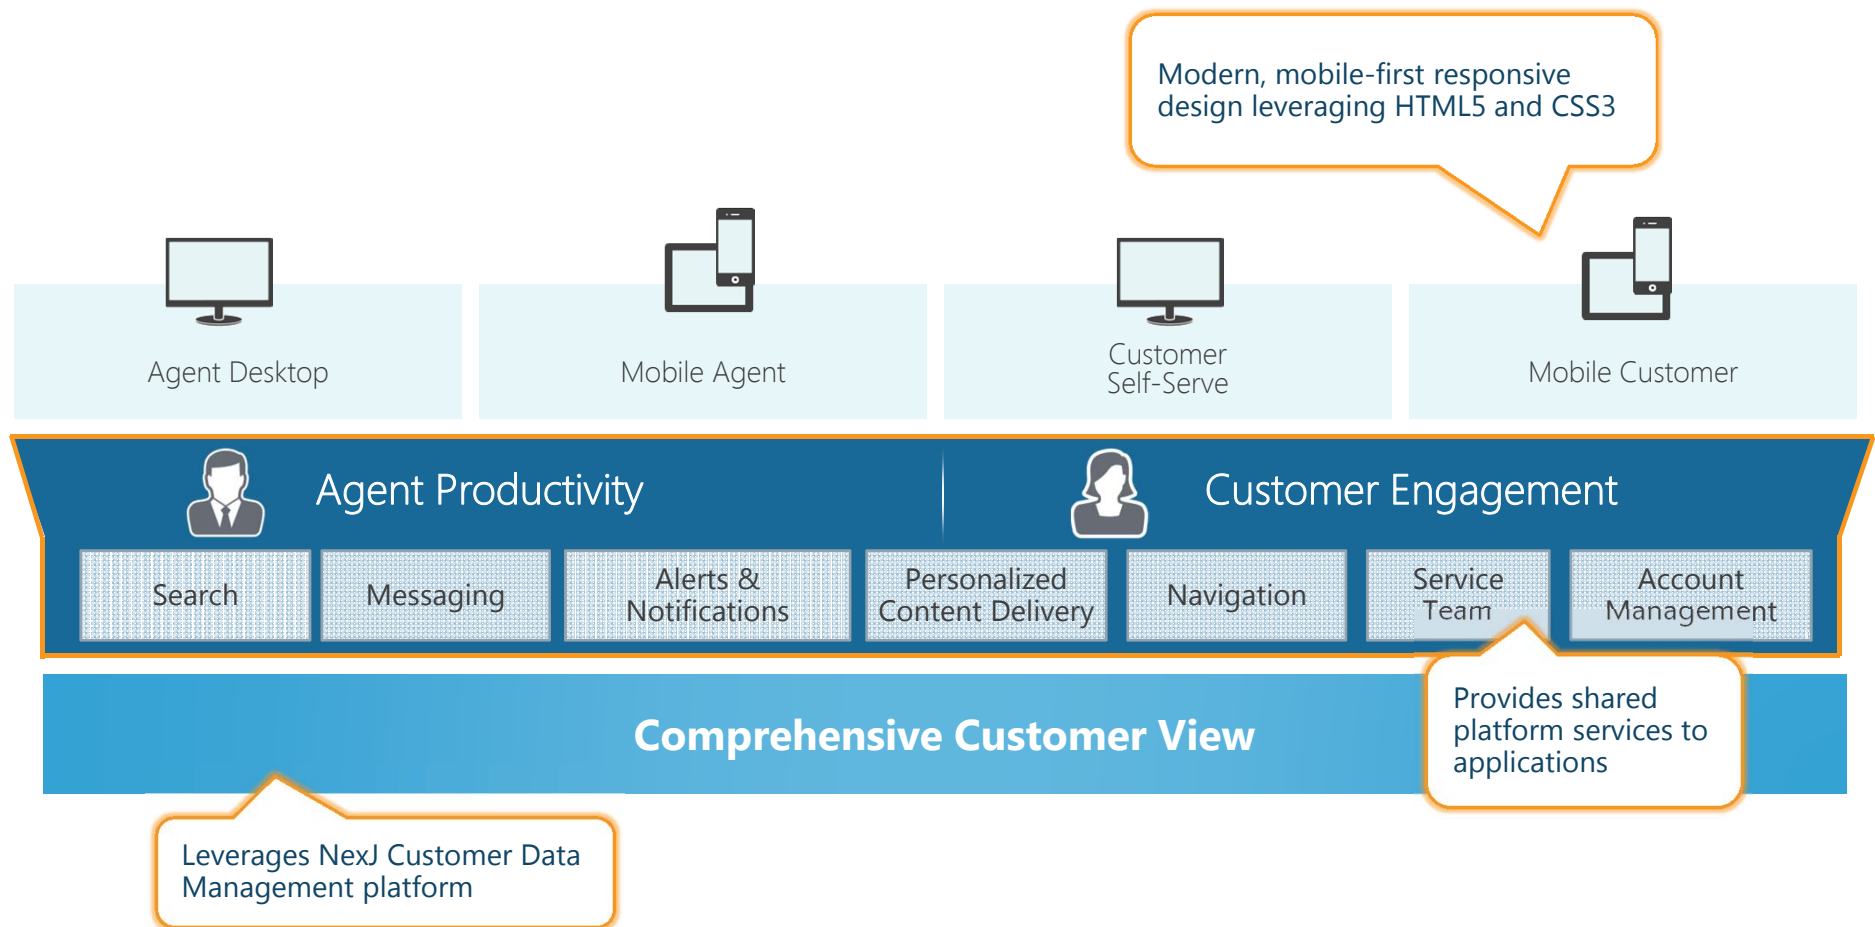 Modern, mobile-first responsive
design leveraging HTML5 and CSS3
Agent Desktop
Mobile Agent
Customer
Self-Serve
Mobile Customer
Agent Productivity
Customer Engagement
Search
Messaging
Alerts &
Notifications
Personalized
Content Delivery
Navigation
Service
Team
Account
Management
Comprehensive Customer View
Provides shared
platform services to
applications
Leverages NexJ Customer Data
Management platform